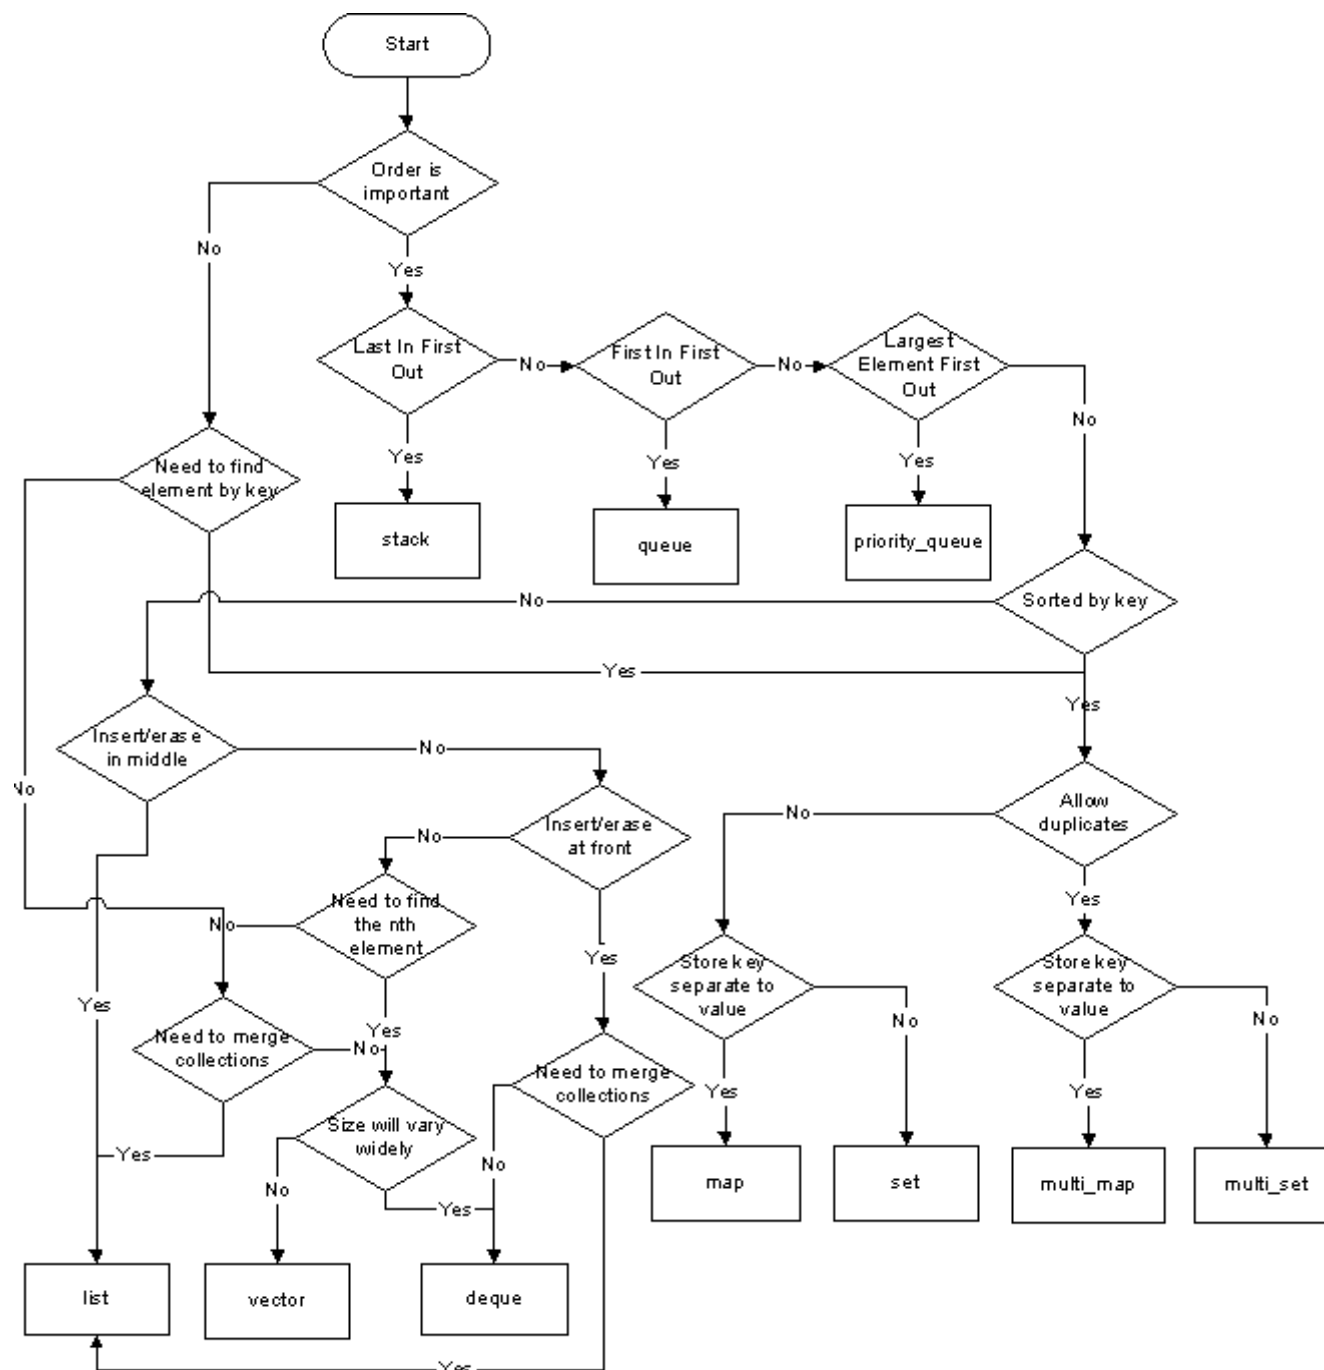 Start
Order is
important
No
Yes
Last In First
Out
No
First In First
Out
No
Largest
Element First
Out
No
Yes
Yes
Yes
Need to find
element by key
stack
queue
priority_queue
No
Sorted by key
Yes
Yes
Insert/erase
in middle
No
No
Insert/erase
at front
No
Allow
duplicates
No
Yes
Need to find
the nth
element
No
Yes
Store key
separate to
value
Store key
separate to
value
Yes
Yes
No
No
Need to merge
collections
No
Need to merge
collections
Yes
Yes
Size will vary
widely
Yes
No
No
Yes
map
set
multi_map
multi_set
list
vector
deque
Yes